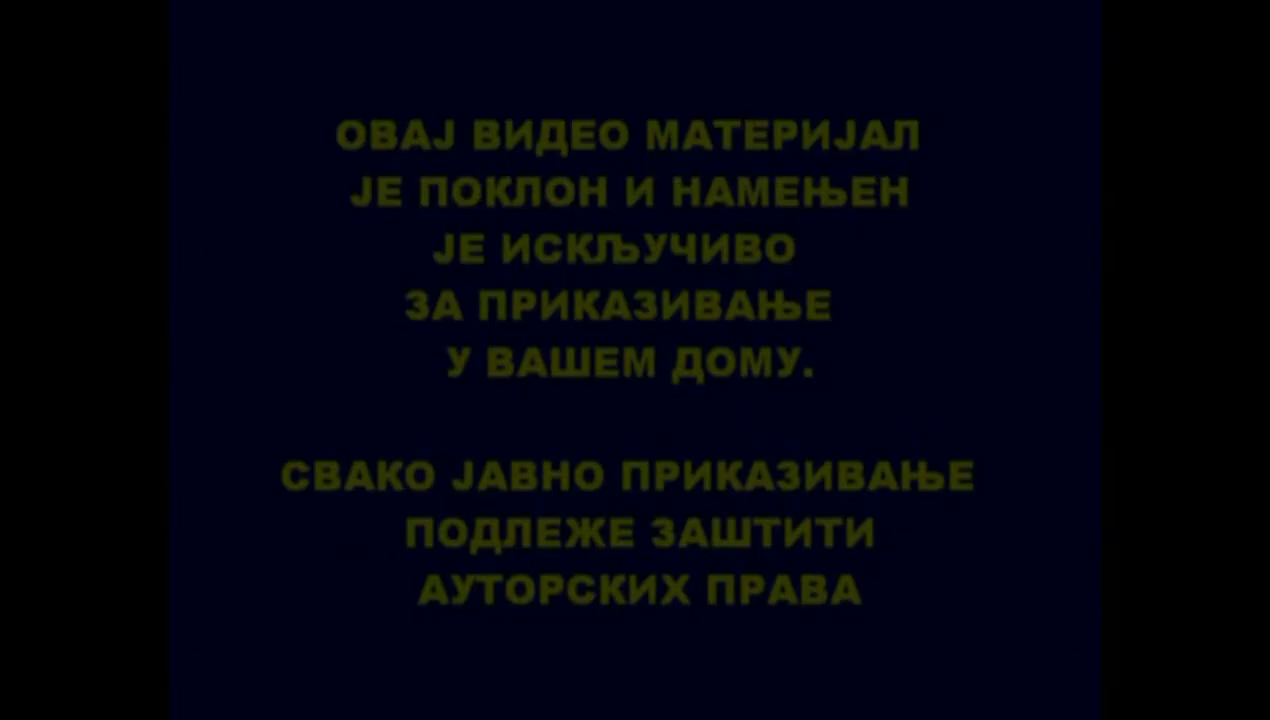 ОВАЈ ВИДЕО МАТЕРИЈАЛ
ЈЕ ПОКЛОН И НАМЕЊЕН
ЈЕ ИСКЉУЧИВО
ЗА ПРИКАЗИВАЊЕ
У ВАШЕМ ДОМУ.
СВАКО ЈАВНО ПРИКАЗИВАЊЕ
ПОДЛЕЖЕ ЗАШТИТИ
АУТОРСКИХ ПРАВА